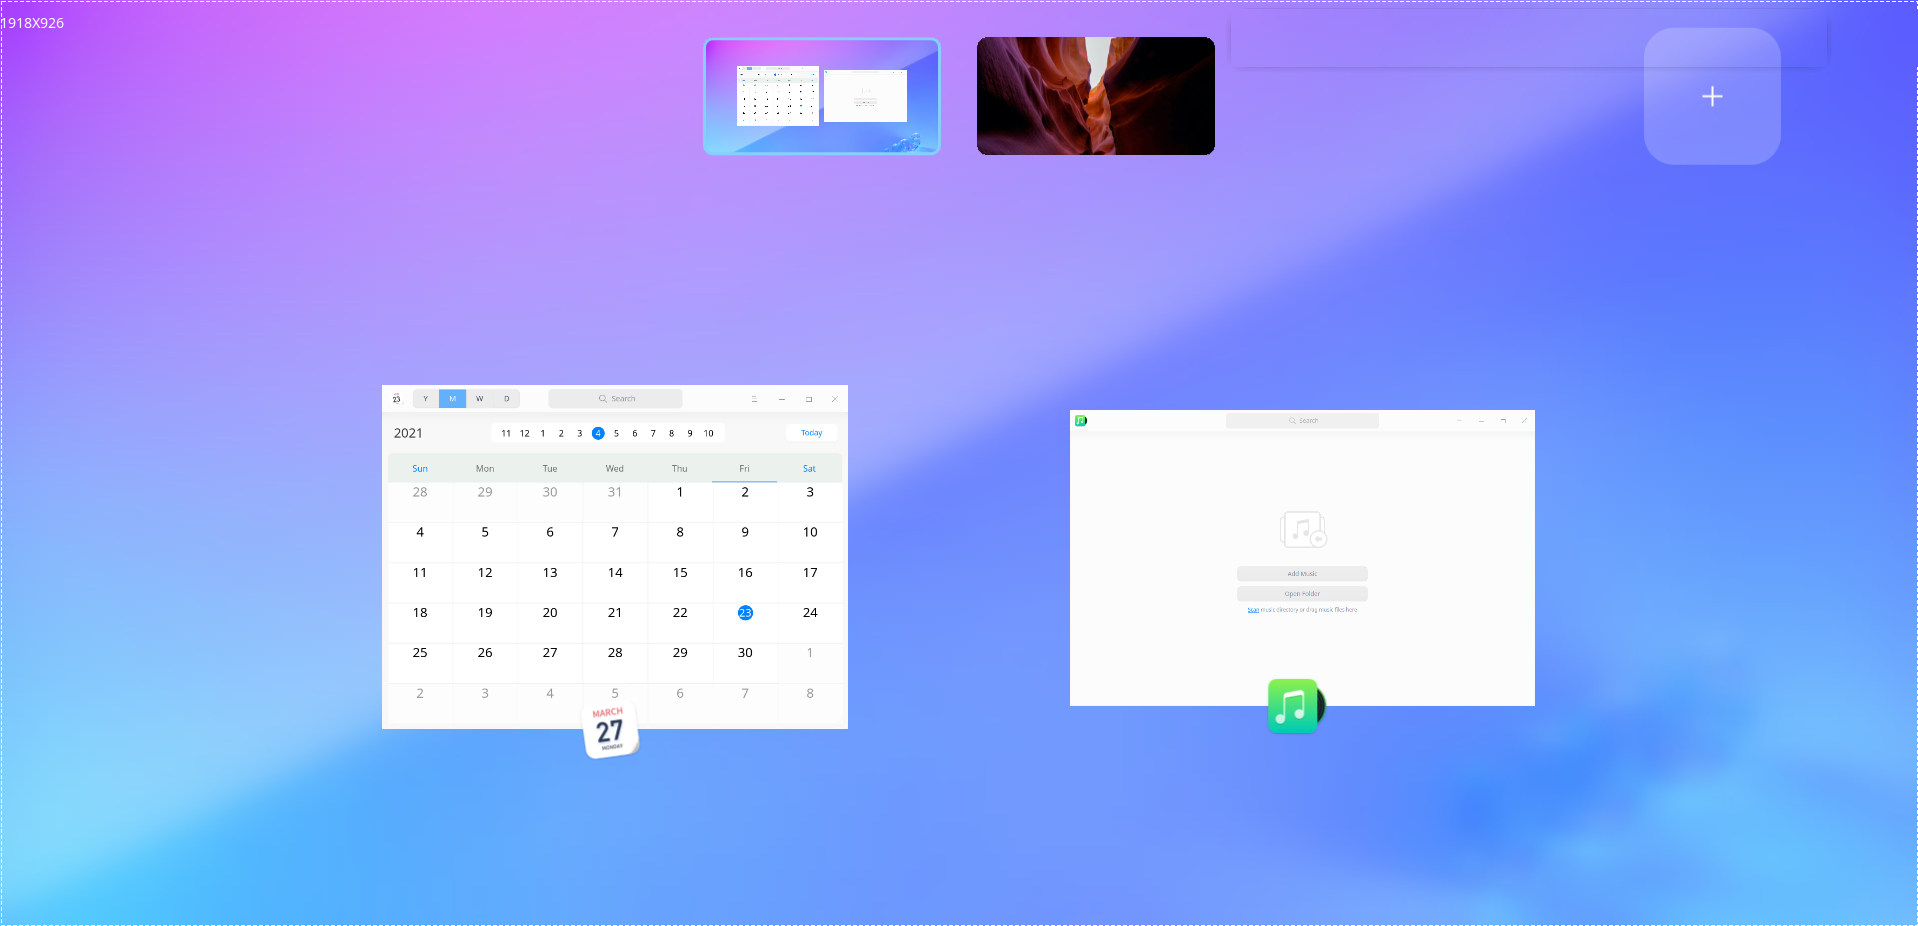 1918X926
23
Y M W D
Search
2021
11 12 1 2 3 4 5 6 7 8 9 10
Today
Sun Mon Tue Wed Thu Fri Sat
28 29 30 31 1 2 3
4 5 6 7 8 9 10
11 12 13 14 15 16 17
18 19 20 21 22 23 24
25 26 27 28 29 30 1
2 3 4 5 6 7 8
MARCH
27
MONDAY
Search
Add Music
Open Folder
Scan music directory or drag music files here